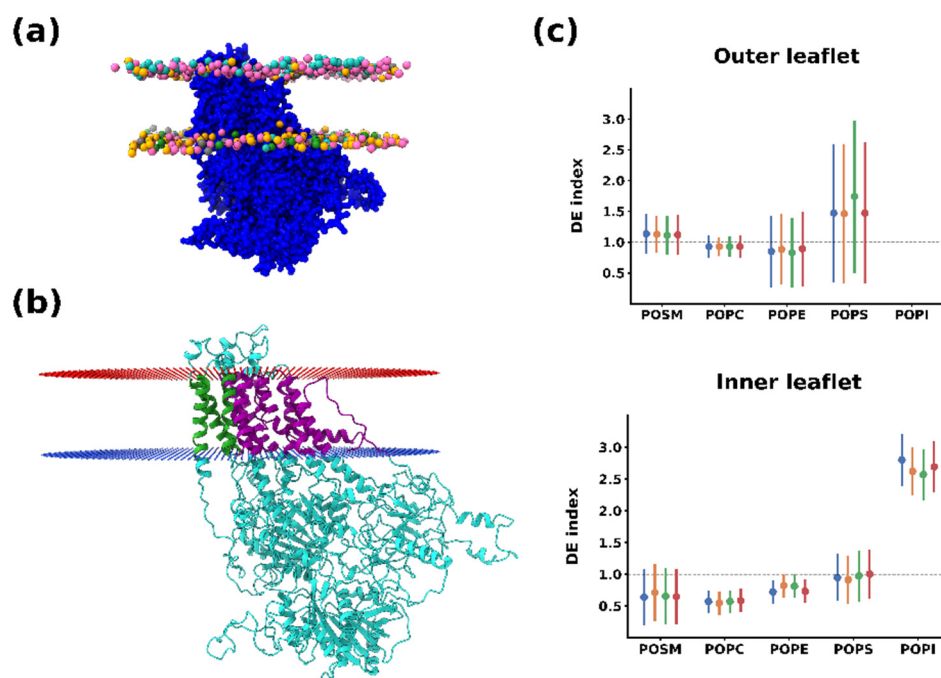 (a)
(b)
(c)
Outer leaflet
DE index
3.0
2.5
2.0
1.5
1.0
0.5
POSM POPC POPE POPS POPI
Inner leaflet
DE index
3.0
2.5
2.0
1.5
1.0
0.5
POSM POPC POPE POPS POPI